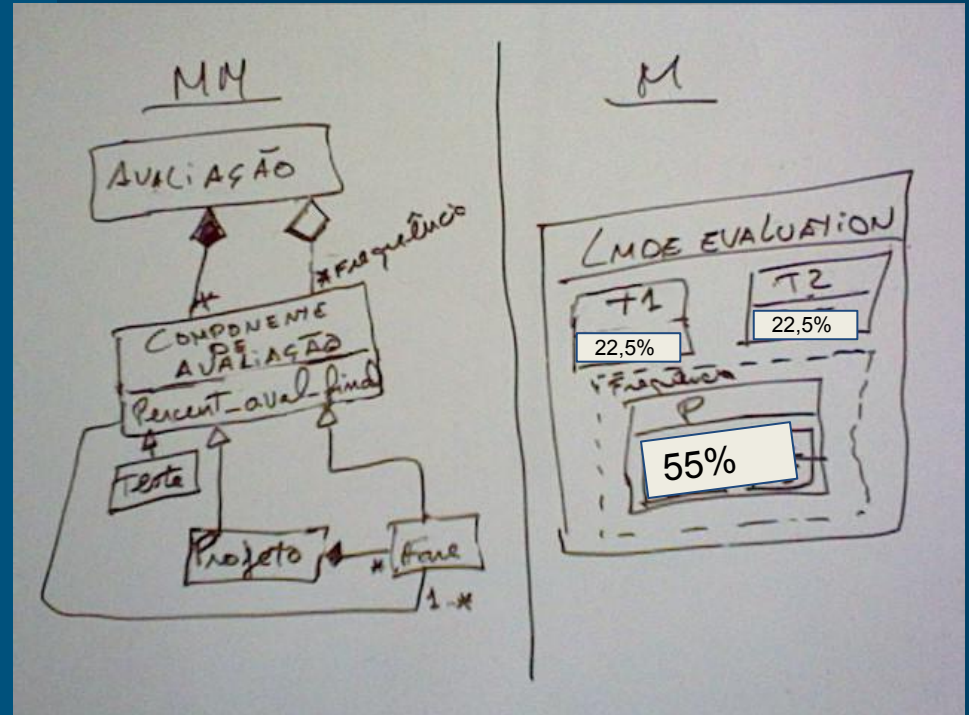 MM
AVALIAÇÃO
* Frequência
*
COMPONENTE
DE
AVALIAÇÃO
Percent_aval_final
Teste
Projeto
*
Fase
1..*
M
LMDE EVALUATION
T1
22,5%
T2
22,5%
Frequência
P
55%